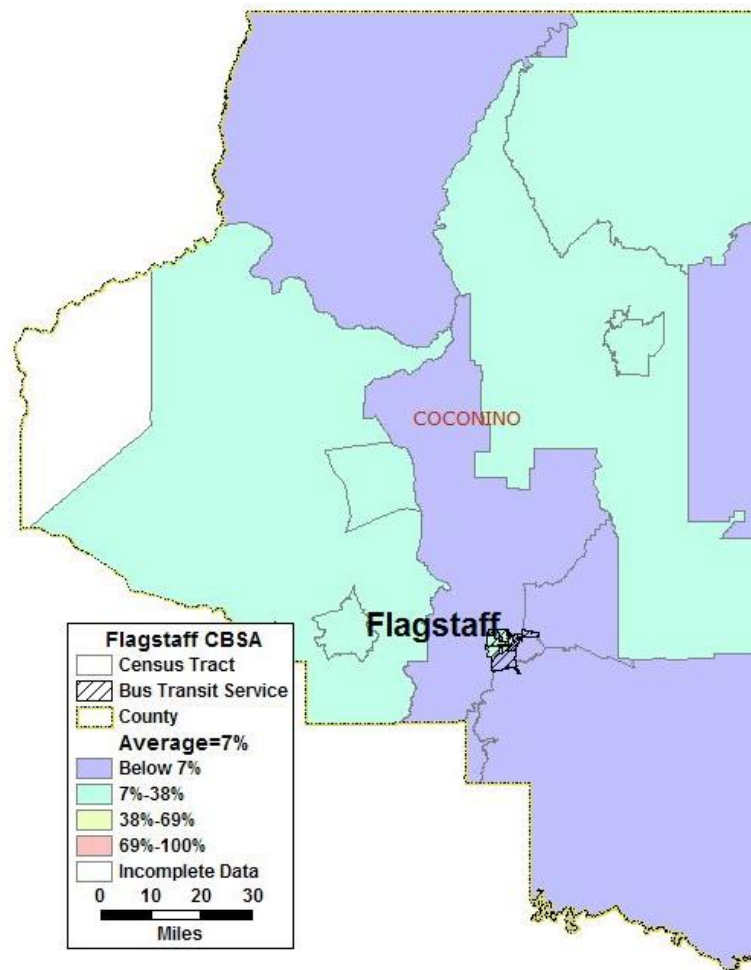 COCONINO
Flagstaff
Flagstaff CBSA
Census Tract
Bus Transit Service
County
Average=7%
Below 7%
7%-38%
38%-69%
69%-100%
Incomplete Data
0 10 20 30
Miles